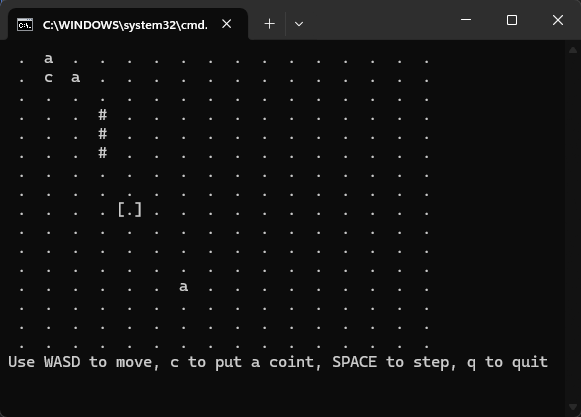 C:\WINDOWS\system32\cmd.
. a . . . . . . . . . . . . . .
. c a . . . . . . . . . . . . .
. . . . . . . . . . . . . . . .
. . . # . . . . . . . . . . . .
. . . # . . . . . . . . . . . .
. . . # . . . . . . . . . . . .
. . . . . . . . . . . . . . . .
. . . . . . . . . . . . . . . .
. . . . [.] . . . . . . . . . . .
. . . . . . . . . . . . . . . .
. . . . . . . . . . . . . . . .
. . . . . . . . . . . . . . . .
. . . . . . a . . . . . . . . .
. . . . . . . . . . . . . . . .
. . . . . . . . . . . . . . . .
. . . . . . . . . . . . . . . .
Use WASD to move, c to put a coint, SPACE to step, q to quit